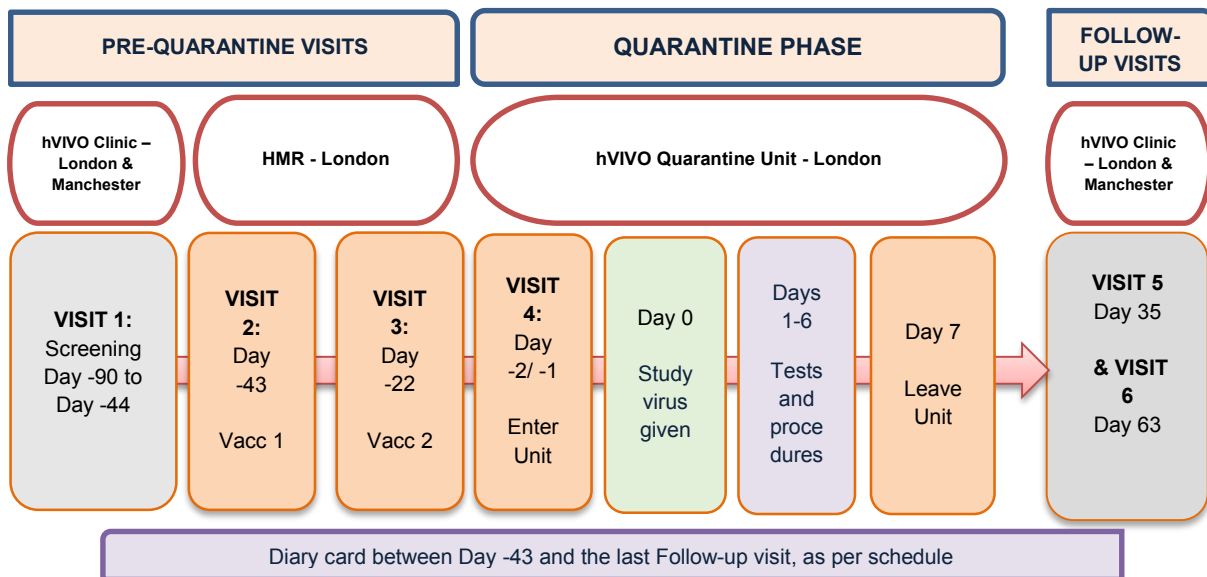 PRE-QUARANTINE VISITS
QUARANTINE PHASE
FOLLOW-
UP VISITS
hVIVO Clinic –
London &
Manchester
HMR - London
hVIVO Quarantine Unit - London
hVIVO Clinic
– London &
Manchester
VISIT 1:
Screening
Day -90 to
Day -44
VISIT
2:
Day
-43
Vacc 1
VISIT
3:
Day
-22
Vacc 2
VISIT
4:
Day
-2/ -1
Enter
Unit
Day 0
Study
virus
given
Days
1-6
Tests
and
proce
dures
Day 7
Leave
Unit
VISIT 5
Day 35
& VISIT
6
Day 63
Diary card between Day -43 and the last Follow-up visit, as per schedule